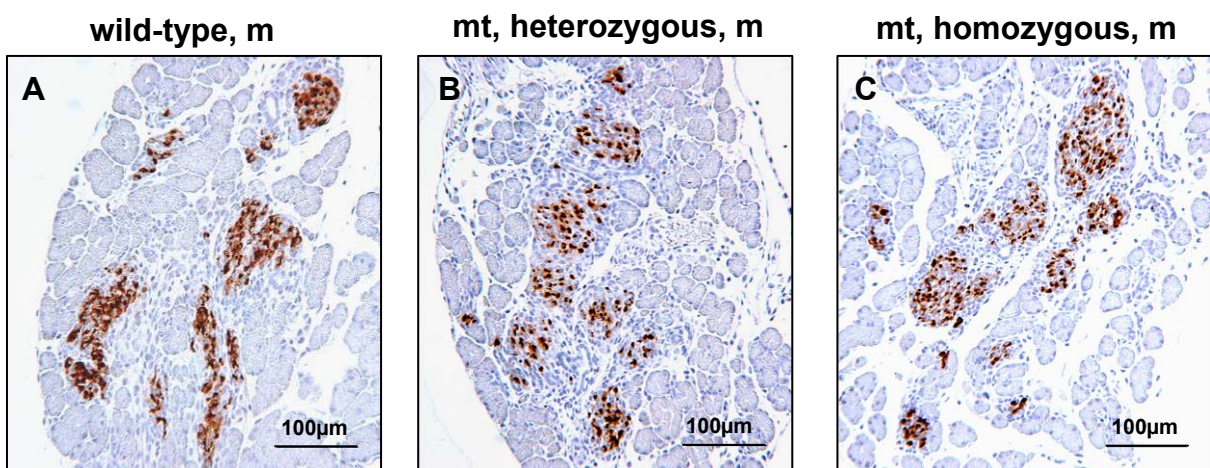 wild-type, m
mt, heterozygous, m
mt, homozygous, m
A
B
C
100µm
100µm
100µm